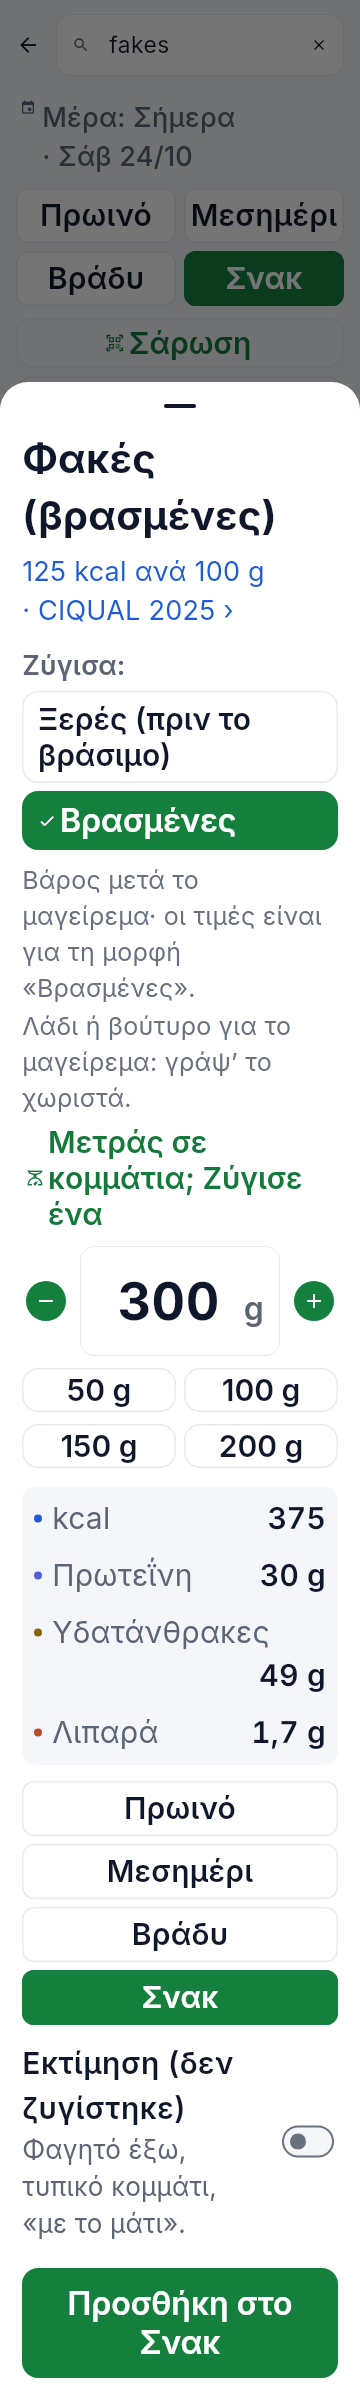 fakes
Μέρα: Σήμερα
· Σάβ 24/10
Πρωινό
Μεσημέρι
Βράδυ
Σνακ
Σάρωση
Φακές
(βρασμένες)
125 kcal ανά 100 g
· CIQUAL 2025 ›
Ζύγισα:
Ξερές (πριν το
βράσιμο)
Βρασμένες
Βάρος μετά το
μαγείρεμα· οι τιμές είναι
για τη μορφή
«Βρασμένες».
Λάδι ή βούτυρο για το
μαγείρεμα: γράψ’ το
χωριστά.
Μετράς σε
κομμάτια; Ζύγισε
ένα
300 g
50 g
100 g
150 g
200 g
kcal 375
Πρωτεΐνη 30 g
Υδατάνθρακες
49 g
Λιπαρά 1,7 g
Πρωινό
Μεσημέρι
Βράδυ
Σνακ
Εκτίμηση (δεν
ζυγίστηκε)
Φαγητό έξω,
τυπικό κομμάτι,
«με το μάτι».
Προσθήκη στο
Σνακ